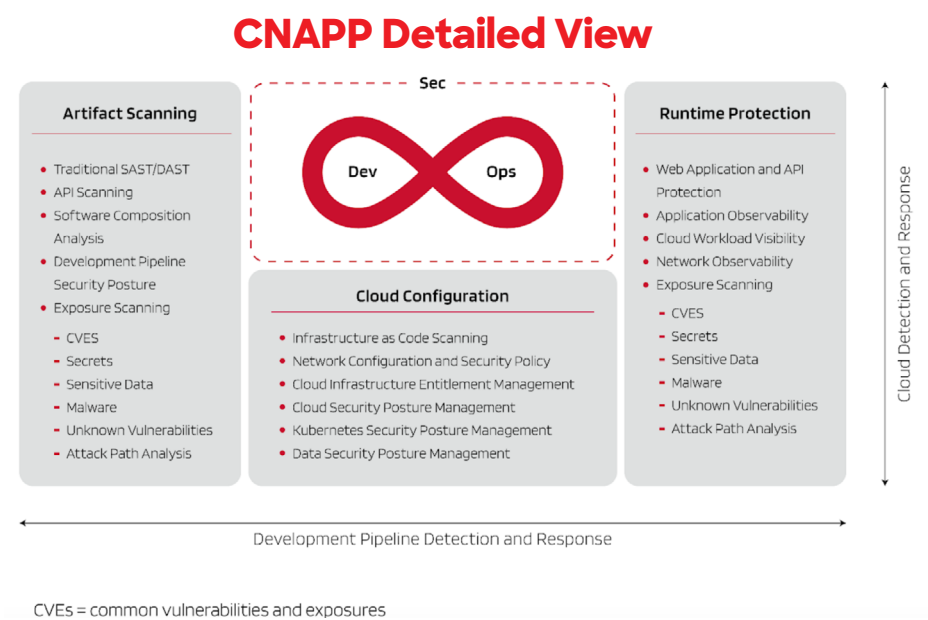 CNAPP Detailed View
Artifact Scanning
• Traditional SAST/DAST
• API Scanning
• Software Composition
Analysis
• Development Pipeline
Security Posture
• Exposure Scanning
- CVES
- Secrets
- Sensitive Data
- Malware
- Unknown Vulnerabilities
- Attack Path Analysis
Sec
Dev
Ops
Cloud Configuration
• Infrastructure as Code Scanning
• Network Configuration and Security Policy
• Cloud Infrastructure Entitlement Management
• Cloud Security Posture Management
• Kubernetes Security Posture Management
• Data Security Posture Management
Runtime Protection
• Web Application and API
Protection
• Application Observability
• Cloud Workload Visibility
• Network Observability
• Exposure Scanning
- CVES
- Secrets
- Sensitive Data
- Malware
- Unknown Vulnerabilities
- Attack Path Analysis
Cloud Detection and Response
Development Pipeline Detection and Response
CVEs = common vulnerabilities and exposures